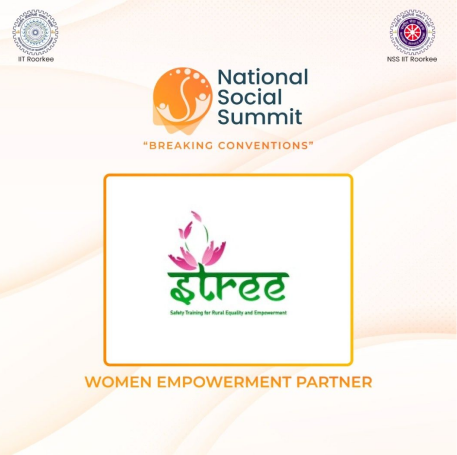 IIT Roorkee
NSS IIT Roorkee
National
Social
Summit
“BREAKING CONVENTIONS”
stree
Safety Training for Rural Equality and Empowerment
WOMEN EMPOWERMENT PARTNER